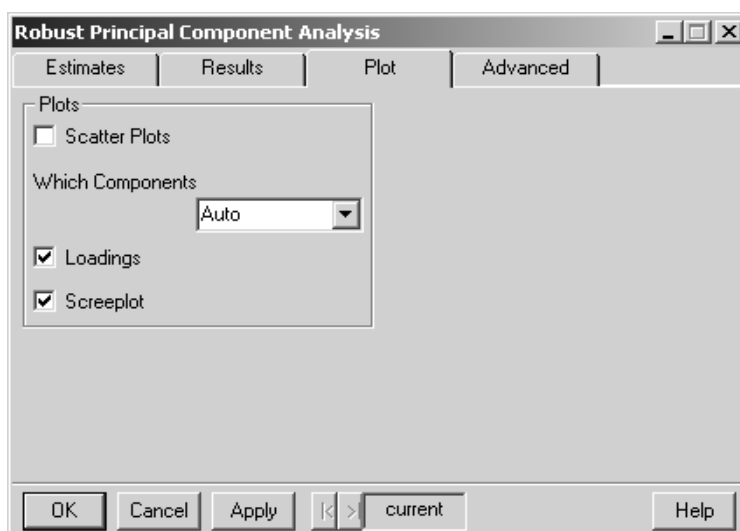 Robust Principal Component Analysis
Estimates Results Plot Advanced
Plots
Scatter Plots
Which Components
Auto
Loadings
Screeplot
OK Cancel Apply current Help